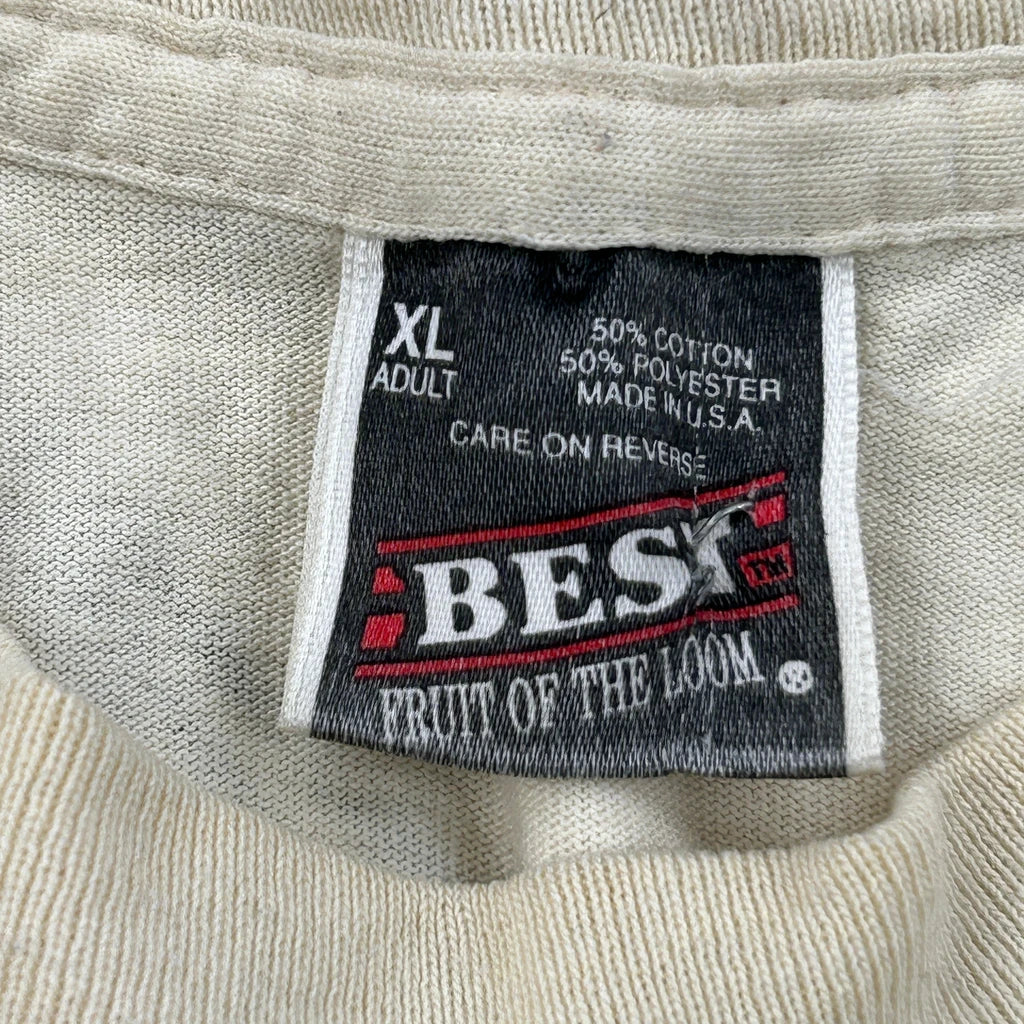 XL
ADULT
50% COTTON
50% POLYESTER
MADE IN U.S.A.
CARE ON REVERSE
BEST TM
FRUIT OF THE LOOM ®